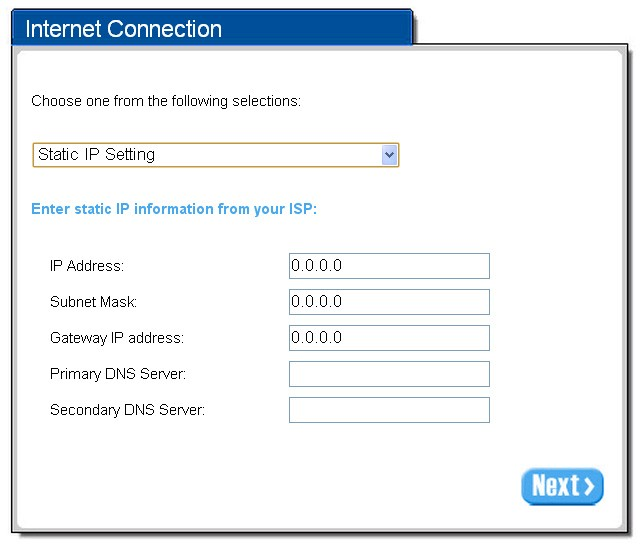 Internet Connection
Choose one from the following selections:
Static IP Setting
Enter static IP information from your ISP:
IP Address: 0.0.0.0
Subnet Mask: 0.0.0.0
Gateway IP address: 0.0.0.0
Primary DNS Server:
Secondary DNS Server:
Next >